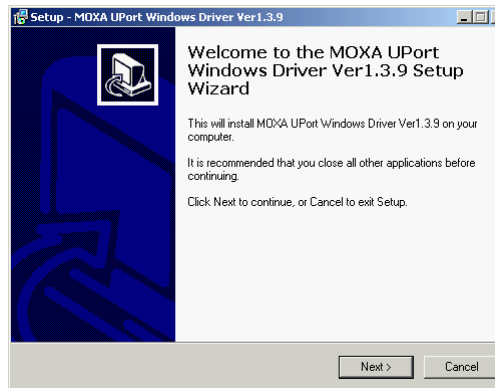 Setup - MOXA UPort Windows Driver Ver1.3.9
Welcome to the MOXA UPort
Windows Driver Ver1.3.9 Setup
Wizard
This will install MOXA UPort Windows Driver Ver1.3.9 on your
computer.
It is recommended that you close all other applications before
continuing.
Click Next to continue, or Cancel to exit Setup.
Next >
Cancel